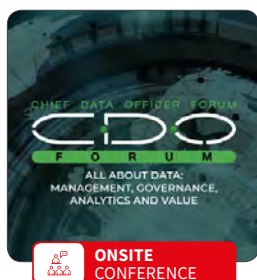 CHIEF DATA OFFICER FORUM
CDO
FORUM
ALL ABOUT DATA:
MANAGEMENT, GOVERNANCE,
ANALYTICS AND VALUE
ONSITE
CONFERENCE